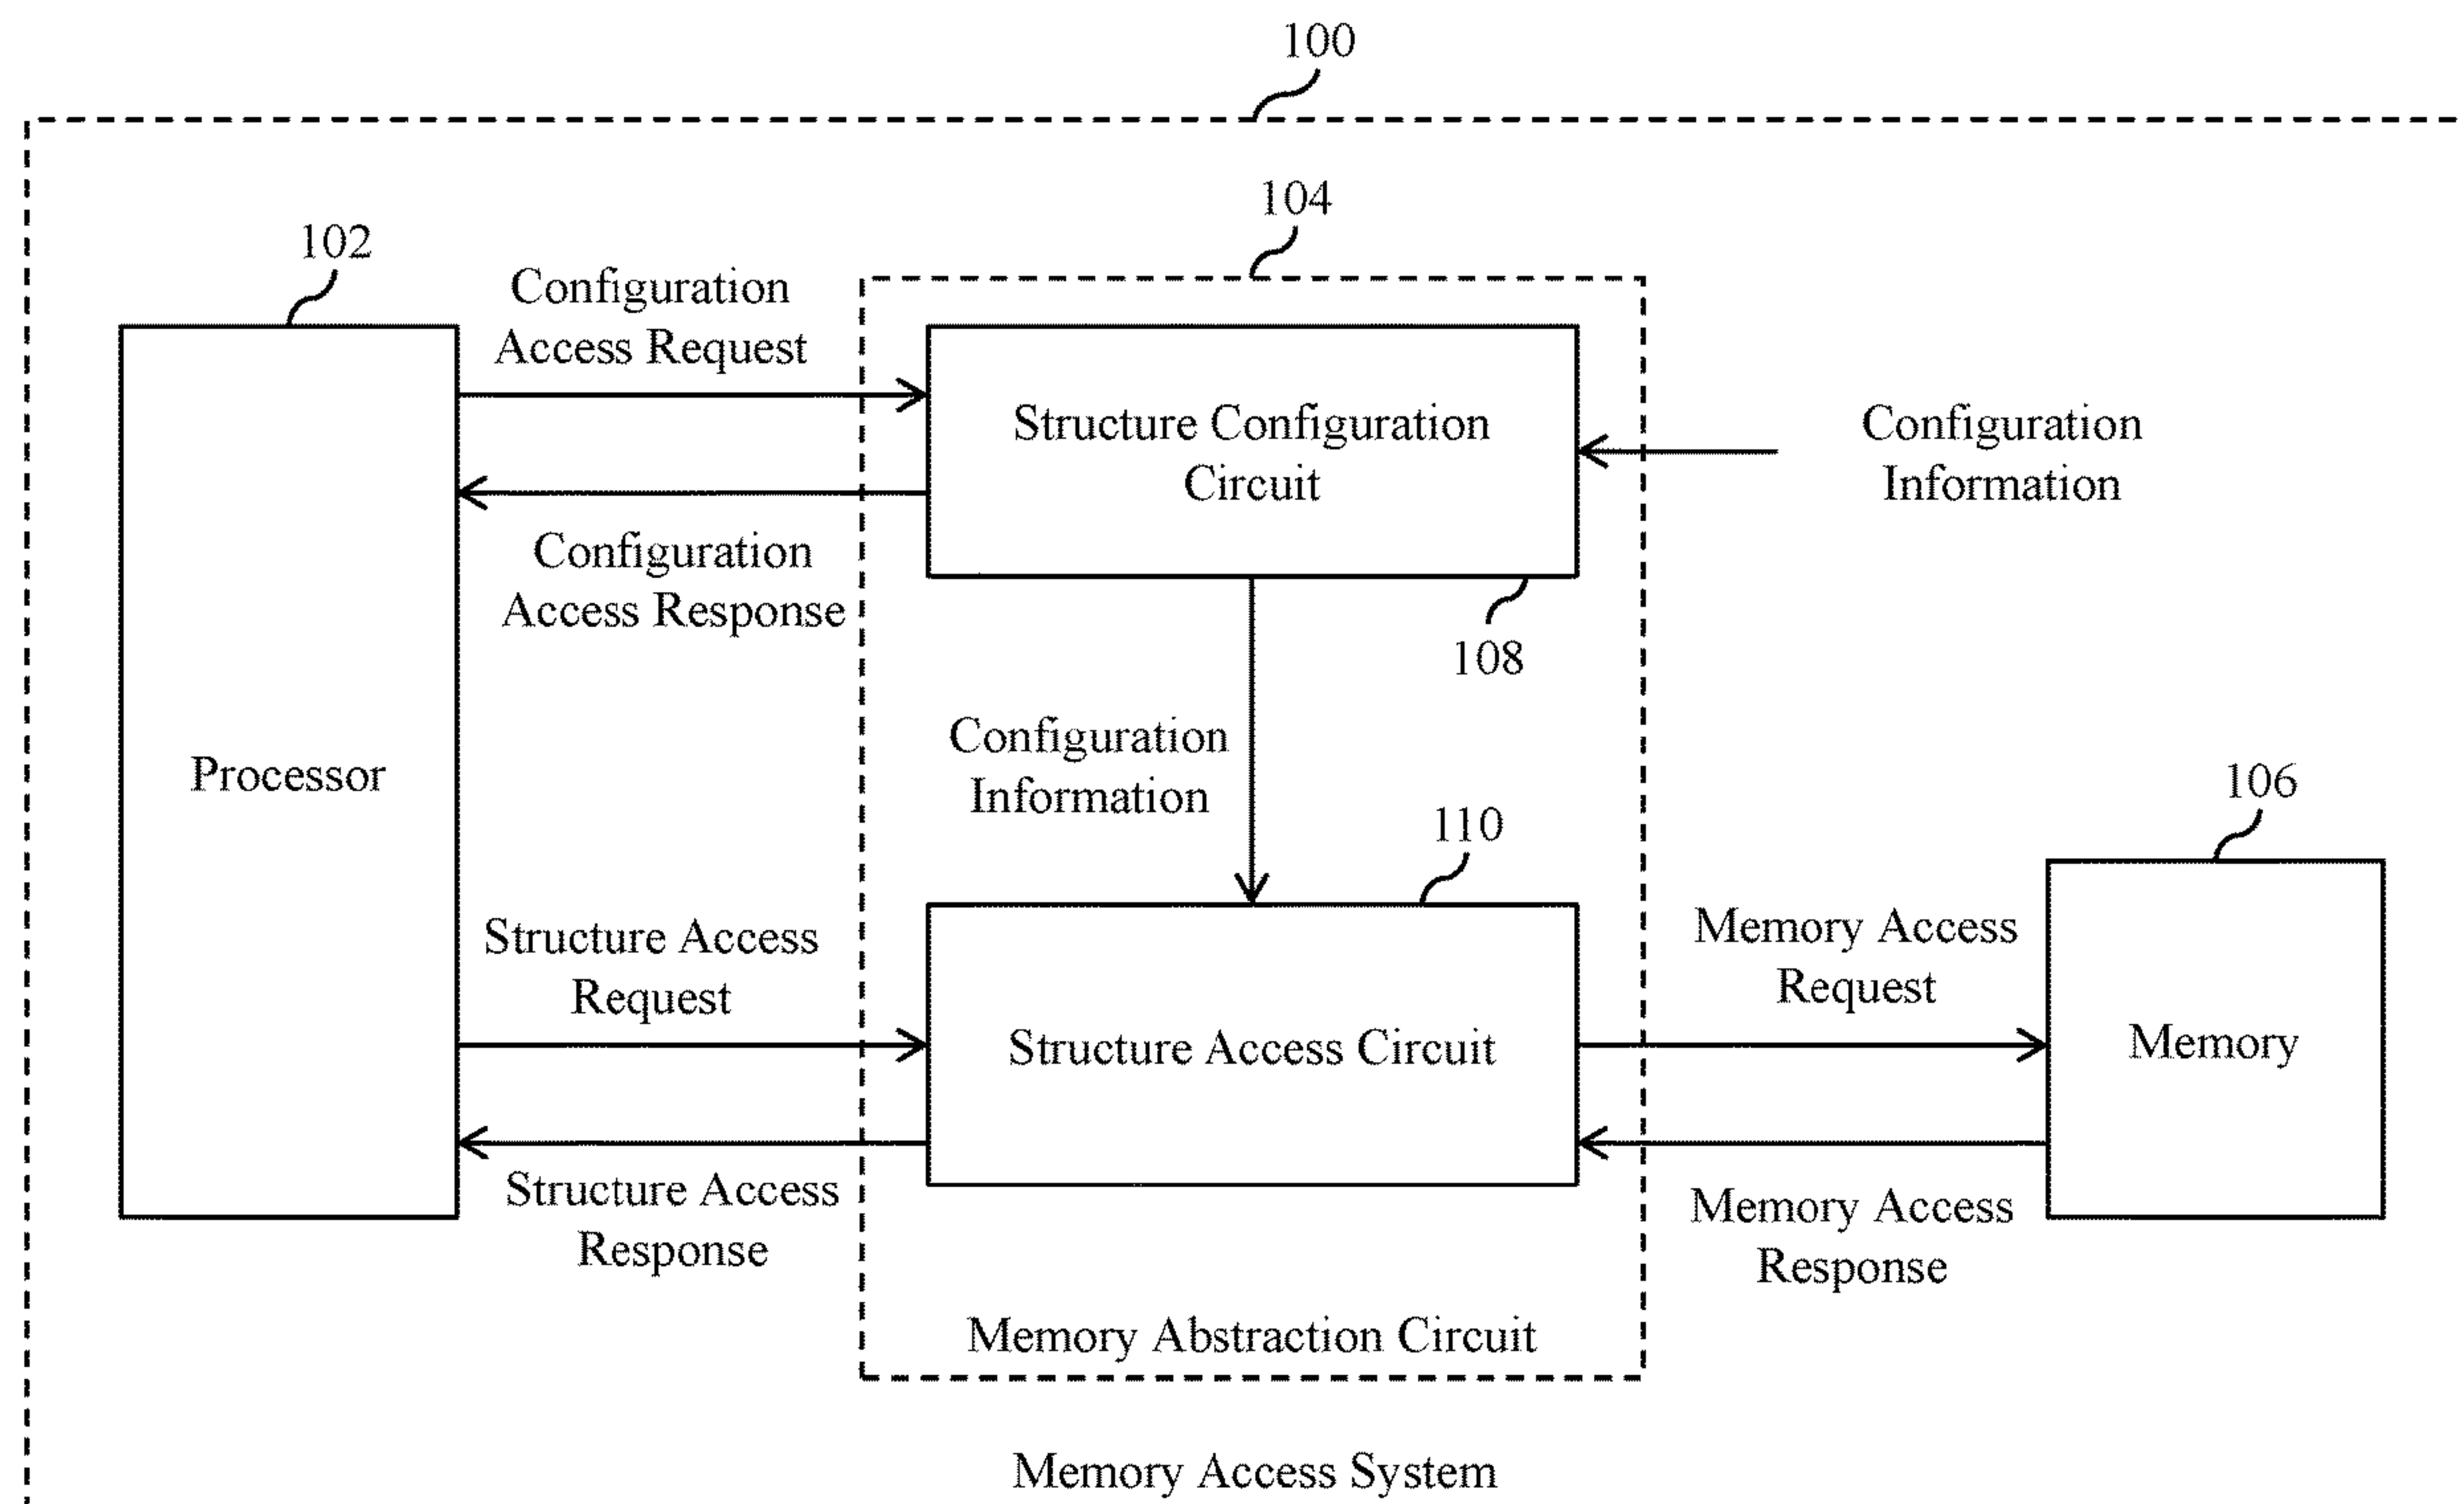 100
104
102
Configuration
Access Request
Structure Configuration
Circuit
Configuration
Information
Configuration
Access Response
108
Configuration
Information
Processor
106
110
Structure Access
Request
Memory Access
Request
Structure Access Circuit
Memory
Structure Access
Response
Memory Access
Response
Memory Abstraction Circuit
Memory Access System